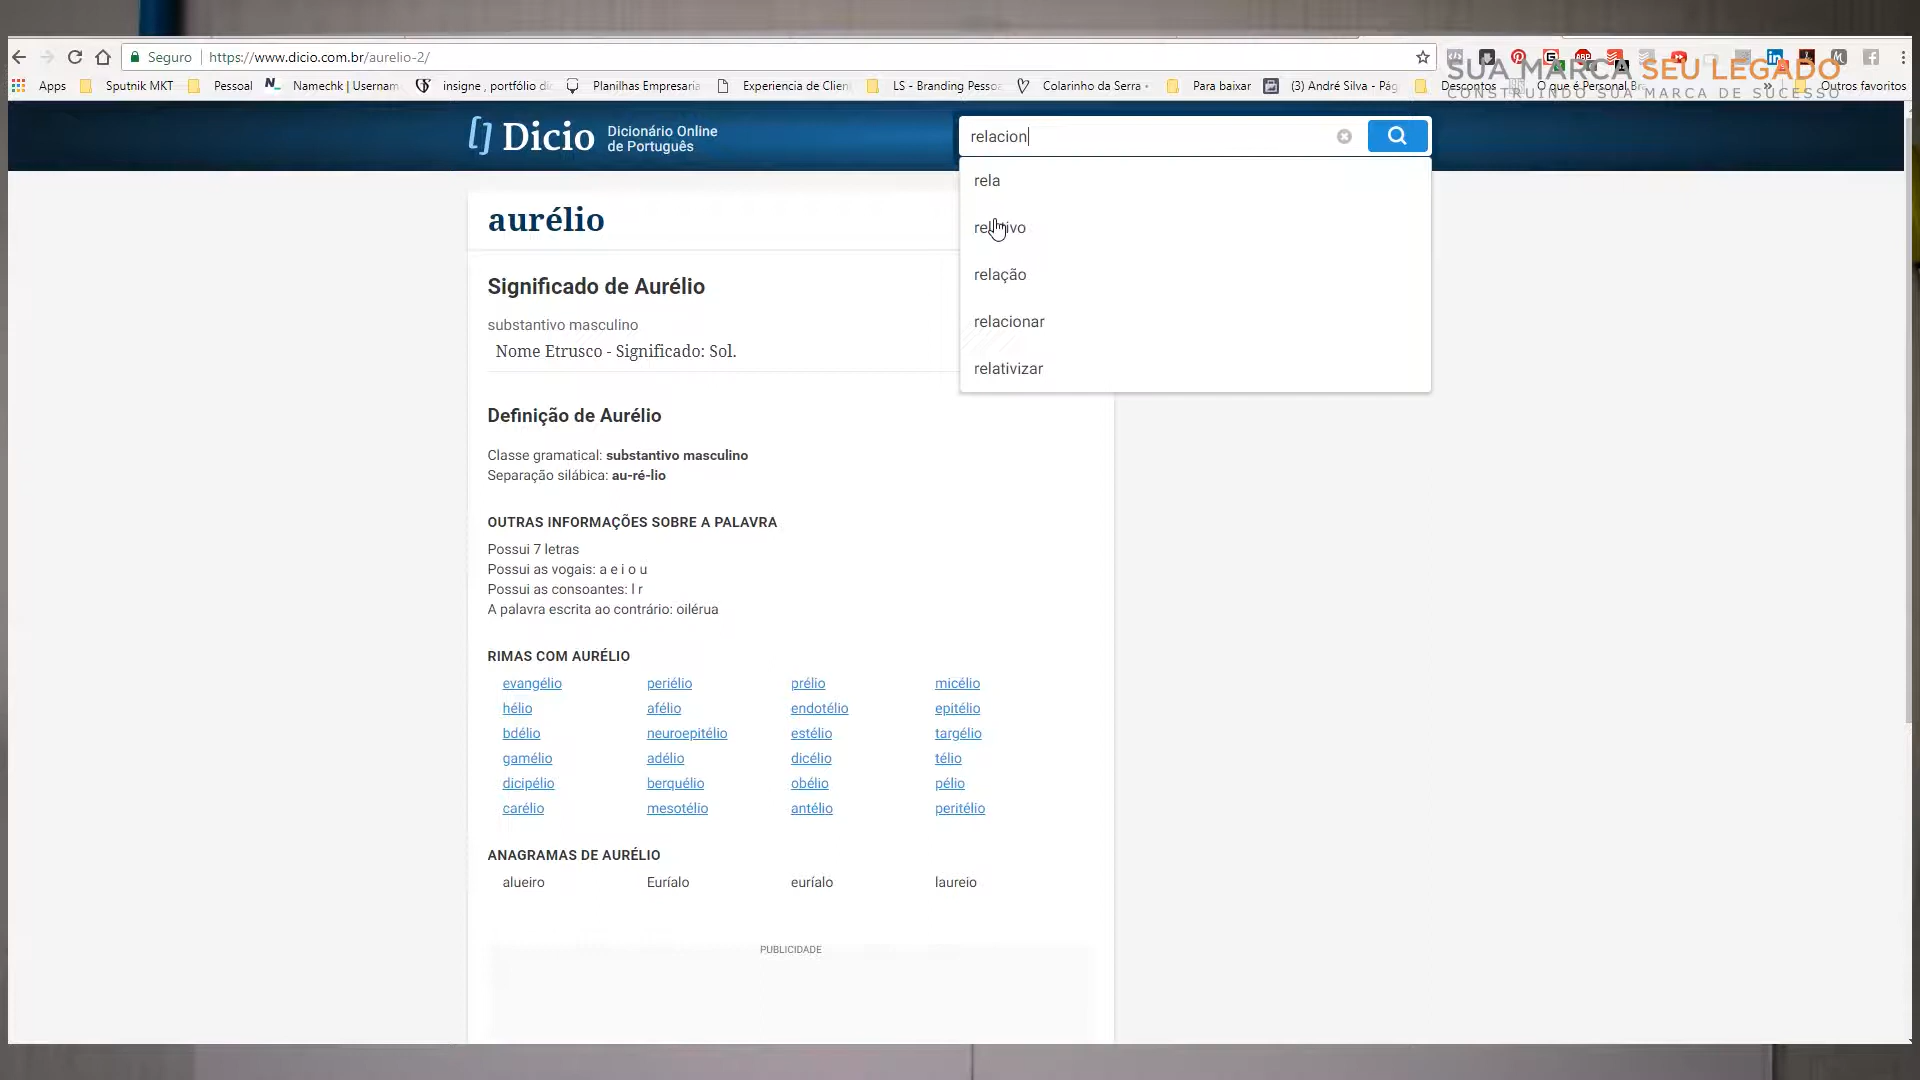 Seguro https://www.dicio.com.br/aurelio-2/
SUA MARCA SEU LEGADO
CONSTRUINDO SUA MARCA DE SUCESSO
Apps Sputnik MKT Pessoal Namechk | Usernam insigne , portfólio di Planilhas Empresaria Experiencia de Clien LS - Branding Pesso Colarinho da Serra - Para baixar (3) André Silva - Pág Descontos O que é Personal Br » Outros favoritos
Dicio Dicionário Online
de Português
relacion
rela
relação
relacionar
relativizar
aurélio
Significado de Aurélio
substantivo masculino
Nome Etrusco - Significado: Sol.
Definição de Aurélio
Classe gramatical: substantivo masculino
Separação silábica: au-ré-lio
OUTRAS INFORMAÇÕES SOBRE A PALAVRA
Possui 7 letras
Possui as vogais: a e i o u
Possui as consoantes: l r
A palavra escrita ao contrário: oilérua
RIMAS COM AURÉLIO
evangélio periélio prélio micélio
hélio afélio endotélio epitélio
bdélio neuroepitélio estélio targélio
gamélio adélio dicélio télio
dicipélio berquélio obélio pélio
carélio mesotélio antélio peritélio
ANAGRAMAS DE AURÉLIO
alueiro Euríalo euríalo laureio
PUBLICIDADE